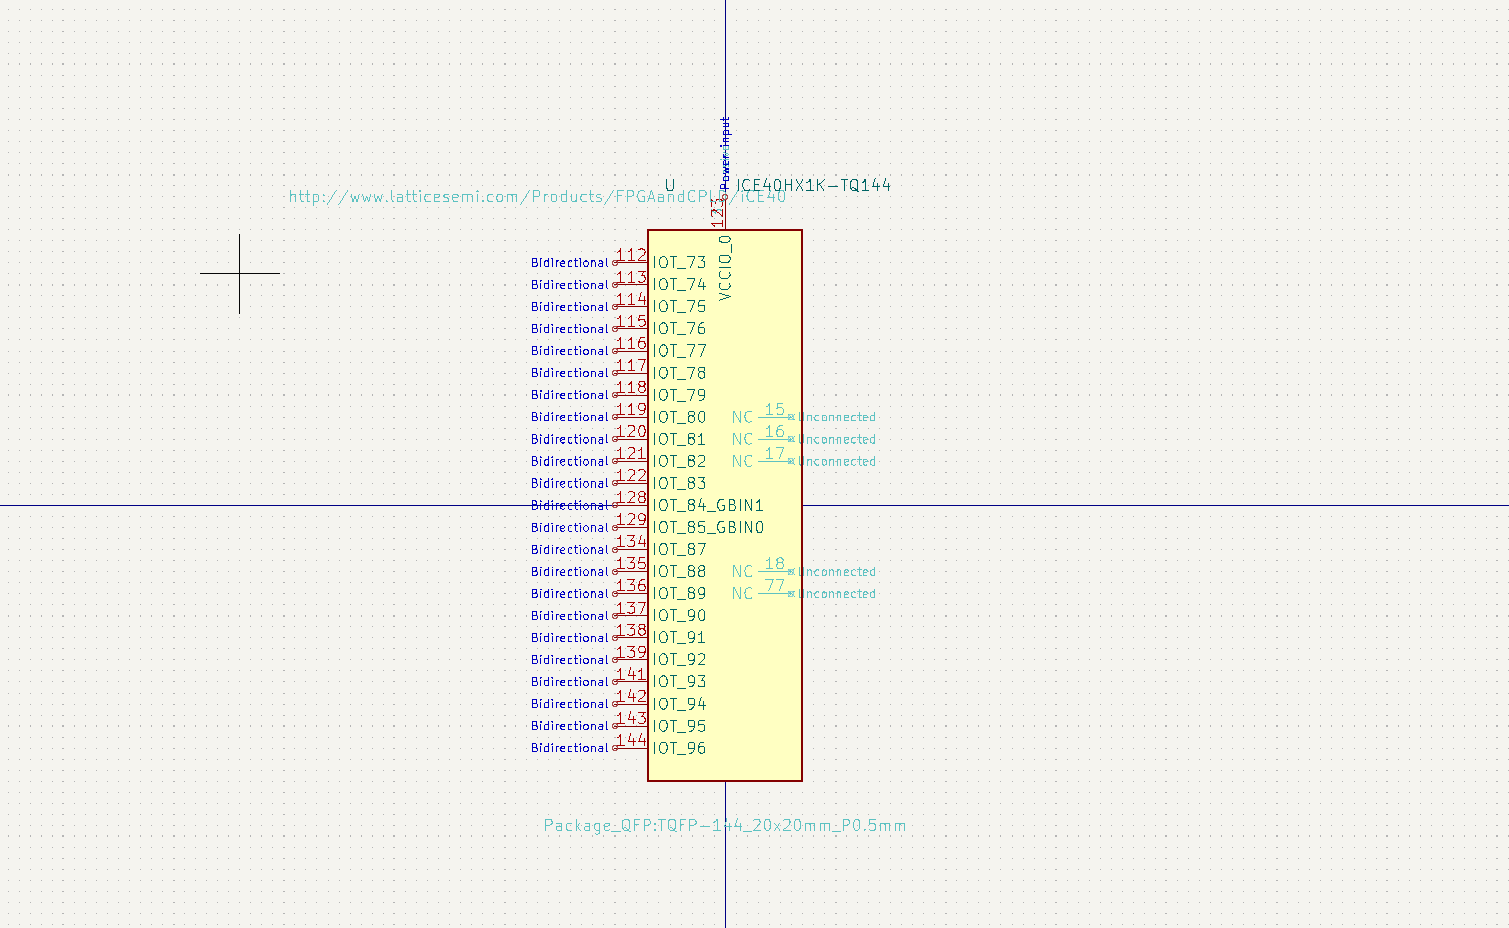 Power input
U ICE40HX1K-TQ144
http://www.latticesemi.com/Products/FPGAandCPLD/iCE40
VCCIO_0
Bidirectional 112 IOT_73
Bidirectional 113 IOT_74
Bidirectional 114 IOT_75
Bidirectional 115 IOT_76
Bidirectional 116 IOT_77
Bidirectional 117 IOT_78
Bidirectional 118 IOT_79
Bidirectional 119 IOT_80 NC 15 Unconnected
Bidirectional 120 IOT_81 NC 16 Unconnected
Bidirectional 121 IOT_82 NC 17 Unconnected
Bidirectional 122 IOT_83
Bidirectional 128 IOT_84_GBIN1
Bidirectional 129 IOT_85_GBIN0
Bidirectional 134 IOT_87
Bidirectional 135 IOT_88 NC 18 Unconnected
Bidirectional 136 IOT_89 NC 77 Unconnected
Bidirectional 137 IOT_90
Bidirectional 138 IOT_91
Bidirectional 139 IOT_92
Bidirectional 141 IOT_93
Bidirectional 142 IOT_94
Bidirectional 143 IOT_95
Bidirectional 144 IOT_96
Package_QFP:TQFP-144_20x20mm_P0.5mm